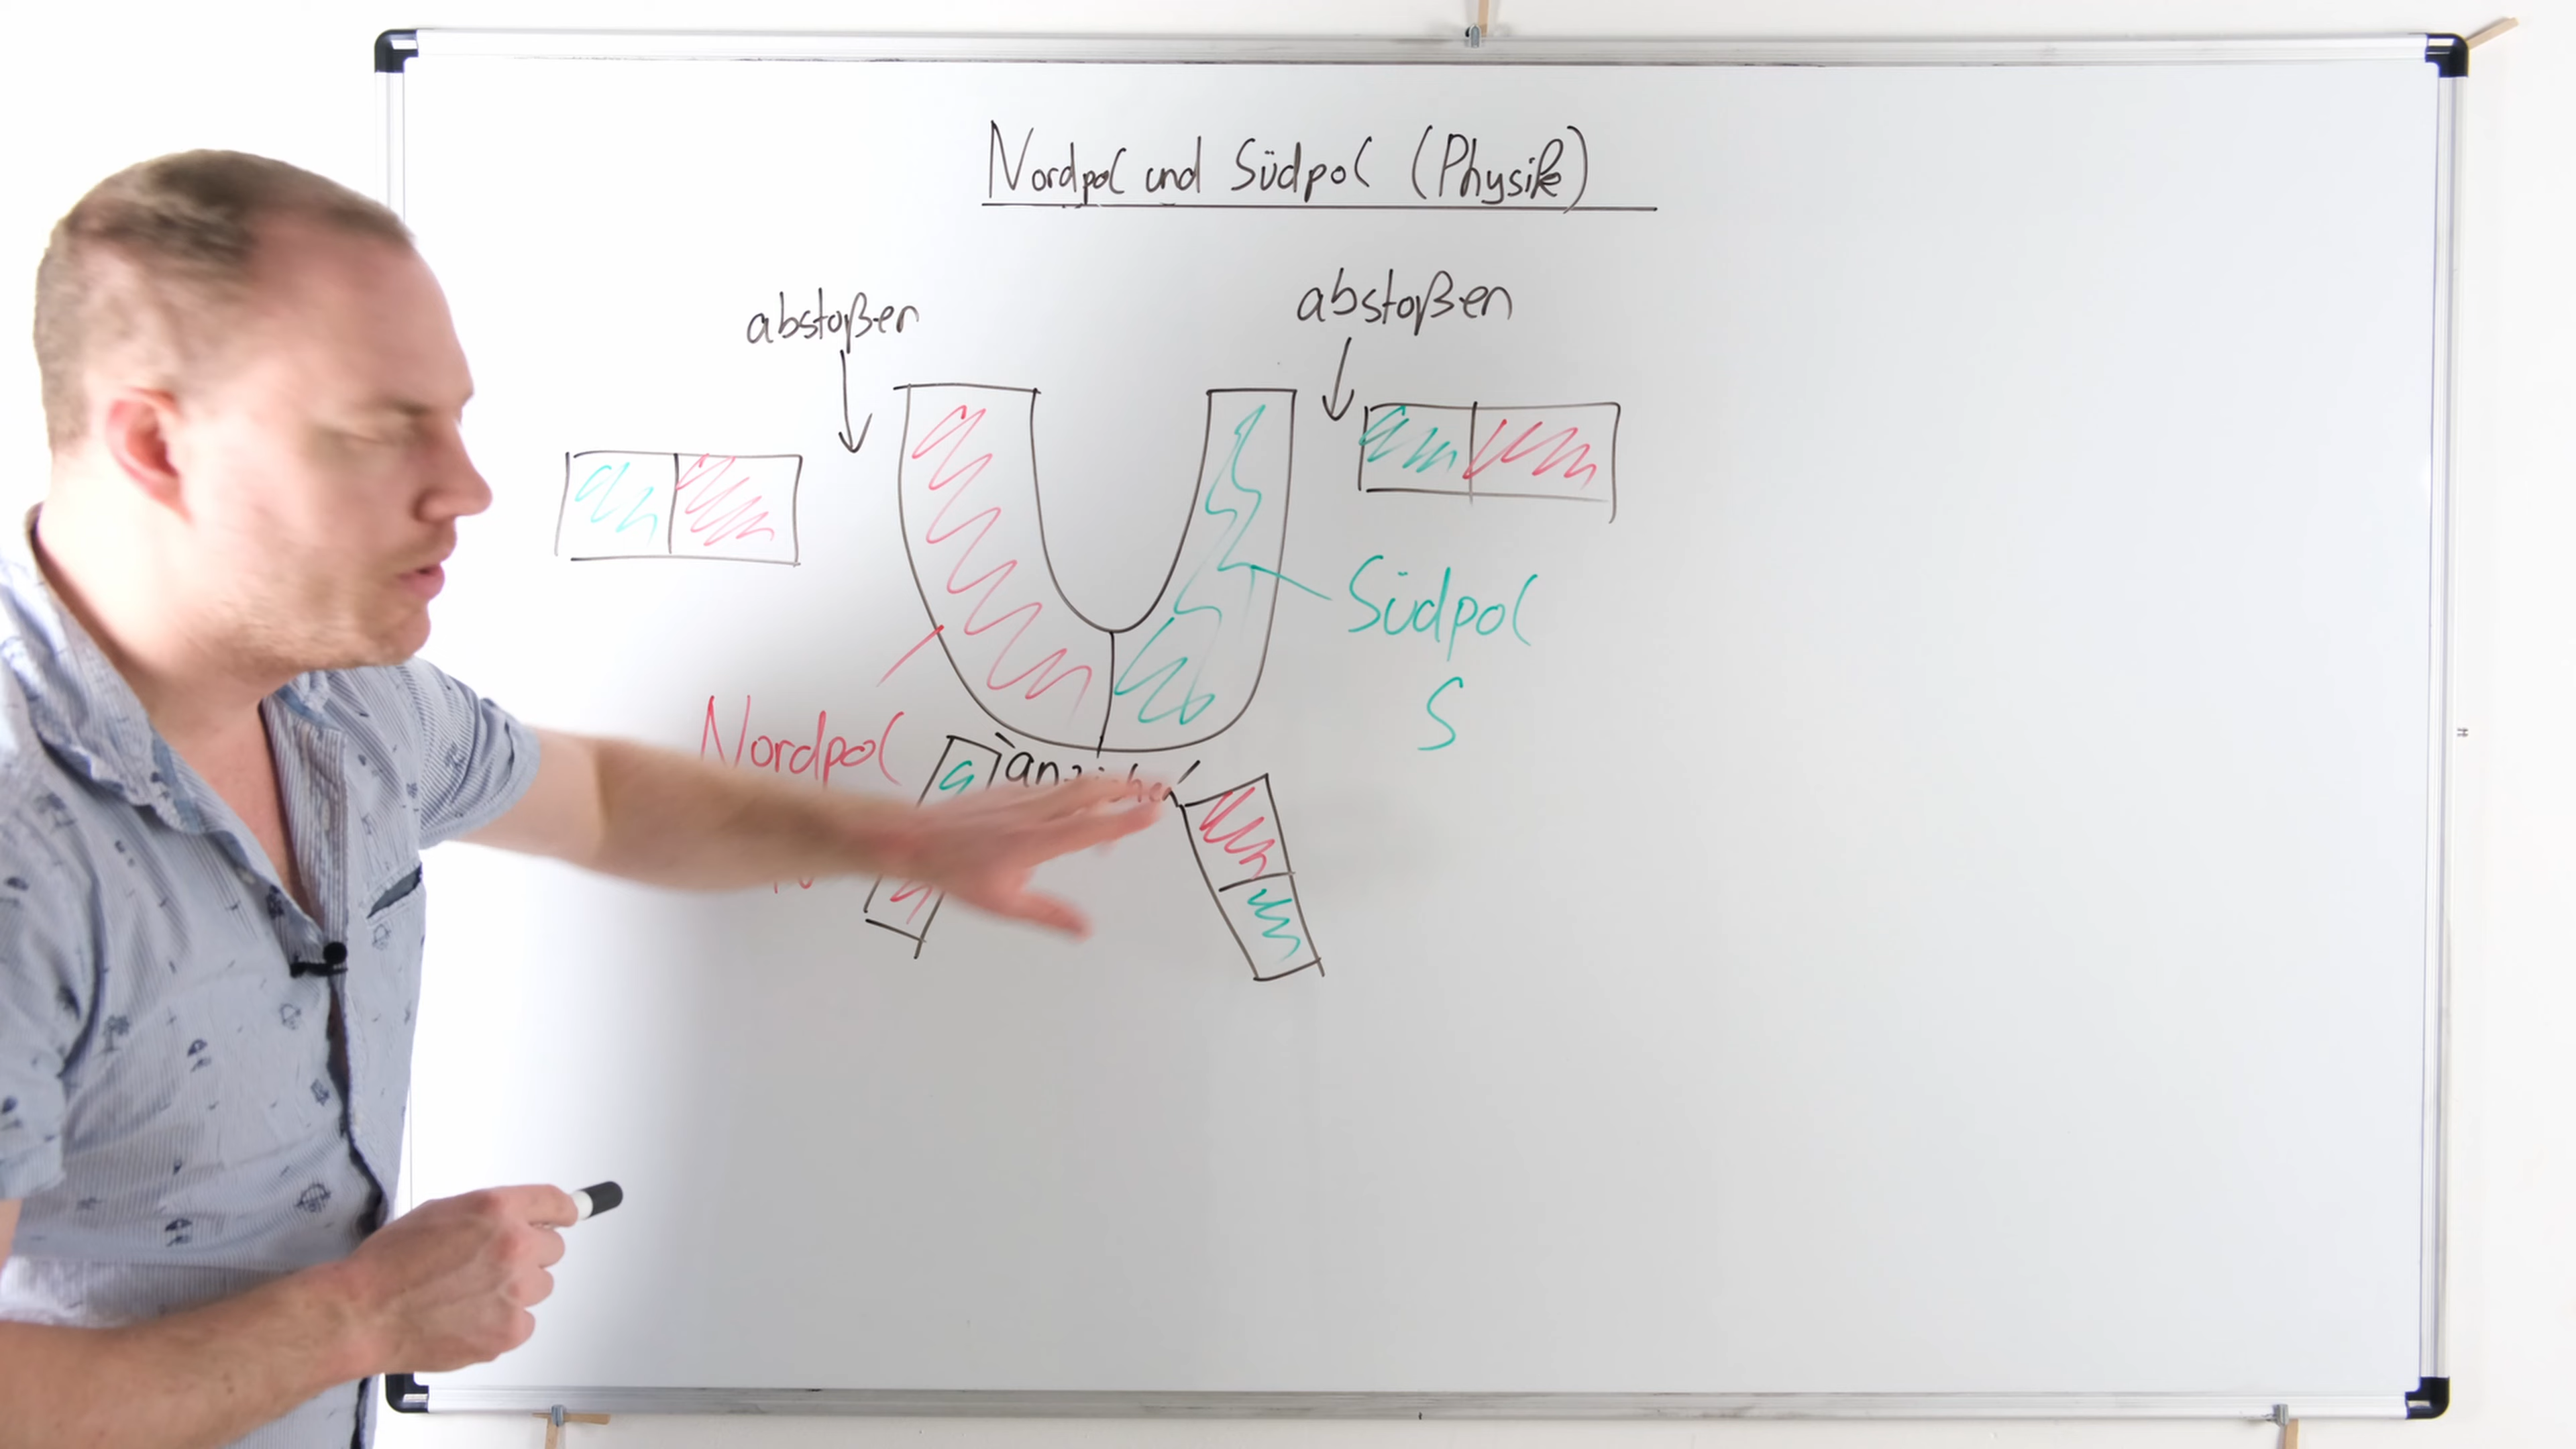 Nordpol und Südpol (Physik)
abstoßen
abstoßen
Südpol
S
Nordpol